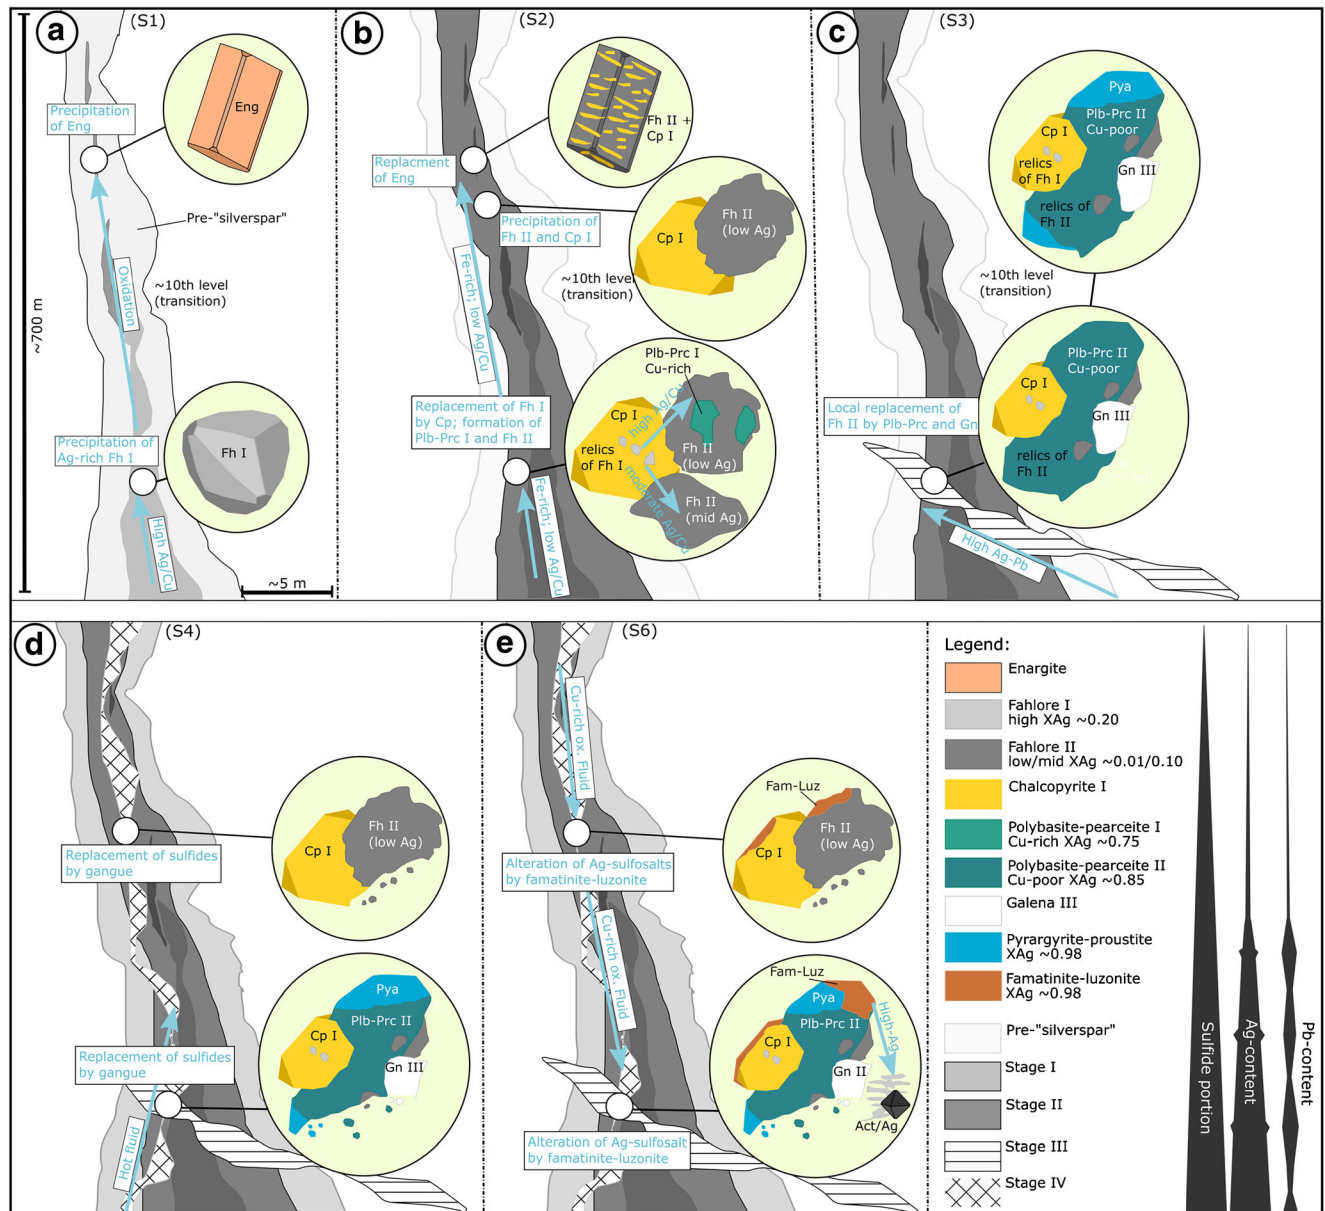 a
(S1)
Precipitation
of Eng
Eng
Pre-"silverspar"
Oxidation
~10th level
(transition)
~700 m
Precipitation of
Ag-rich Fh I
Fh I
High Ag/Cu
~5 m
b
(S2)
Fh II +
Cp I
Replacment
of Eng
Precipitation of
Fh II and Cp I
Cp I
Fh II
(low Ag)
Fe-rich; low Ag/Cu
~10th level
(transition)
Plb-Prc I
Cu-rich
Replacement of Fh I
by Cp; formation of
Plb-Prc I and Fh II
Cp I
high Ag/Cu
relics
of Fh I
Fh II
(low Ag)
moderate Ag/Cu
Fh II
(mid Ag)
Fe-rich; low Ag/Cu
c
(S3)
Pya
Plb-Prc II
Cu-poor
Cp I
relics
of Fh I
Gn III
relics of
Fh II
~10th level
(transition)
Plb-Prc II
Cu-poor
Cp I
Gn III
relics of
Fh II
Local replacement of
Fh II by Plb-Prc and Gn
High Ag-Pb
d
(S4)
Fh II
(low Ag)
Cp I
Replacement of sulfides
by gangue
Pya
Plb-Prc II
Cp I
Gn III
Replacement of sulfides
by gangue
Hot fluid
e
(S6)
Cu-rich ox. Fluid
Fam-Luz
Fh II
(low Ag)
Cp I
Alteration of Ag-sulfosalts
by famatinite-luzonite
Cu-rich ox. Fluid
Fam-Luz
Pya
Plb-Prc II
High-Ag
Cp I
Gn II
Act/Ag
Alteration of Ag-sulfosalt
by famatinite-luzonite
Legend:
Enargite
Fahlore I
high XAg ~0.20
Fahlore II
low/mid XAg ~0.01/0.10
Chalcopyrite I
Polybasite-pearceite I
Cu-rich XAg ~0.75
Polybasite-pearceite II
Cu-poor XAg ~0.85
Galena III
Pyrargyrite-proustite
XAg ~0.98
Famatinite-luzonite
XAg ~0.98
Pre-"silverspar"
Stage I
Stage II
Stage III
Stage IV
Sulfide portion
Ag-content
Pb-content